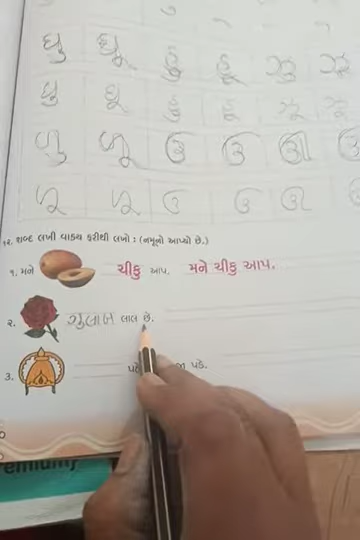 ઘુ ઘૂ હુ હૂ ઝુ ઝૂ
ઘુ ઘૂ હુ હૂ ઝૂ ઝૂ
ળુ ળૂ ઉ ઉ ઊ
ળૂ ળૂ ઉ ઉ ઊ
૧૨. શબ્દ લખી વાક્ય ફરીથી લખો : (નમૂનો આપ્યો છે.)
૧. મને ચીકુ આપ. મને ચીકુ આપ.
૨. ગુલાબ લાલ છે.
૩. પડે.